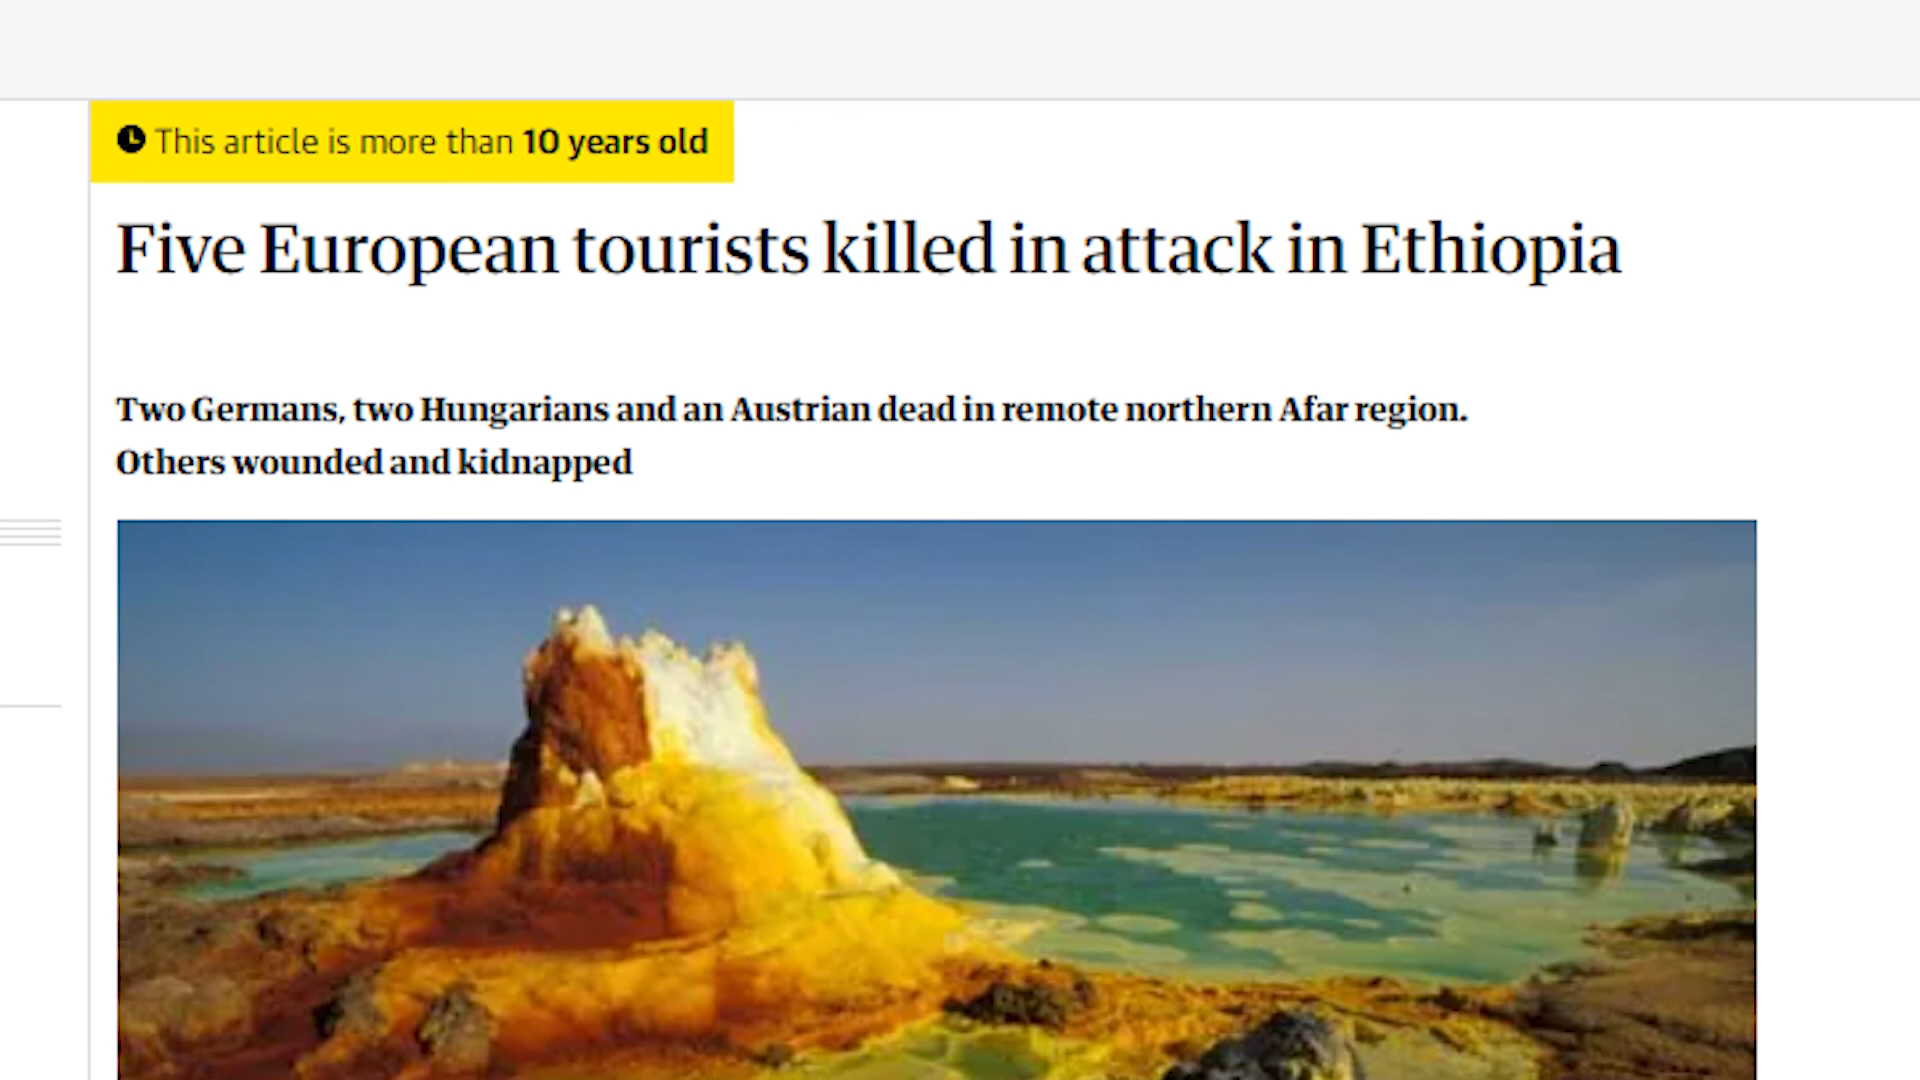 This article is more than 10 years old
Five European tourists killed in attack in Ethiopia
Two Germans, two Hungarians and an Austrian dead in remote northern Afar region.
Others wounded and kidnapped